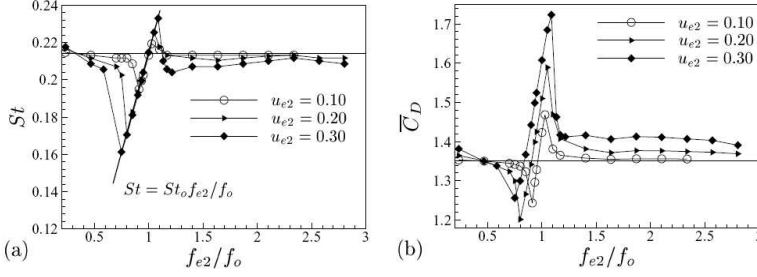 0.24
0.22
0.2
0.18
0.16
0.14
0.12
St
u_{e2} = 0.10
u_{e2} = 0.20
u_{e2} = 0.30
St = St_o f_{e2}/f_o
0.5 1 1.5 2 2.5 3
(a) f_{e2}/f_o
1.7
1.6
1.5
1.4
1.3
1.2
\overline{C}_D
u_{e2} = 0.10
u_{e2} = 0.20
u_{e2} = 0.30
0.5 1 1.5 2 2.5 3
(b) f_{e2}/f_o